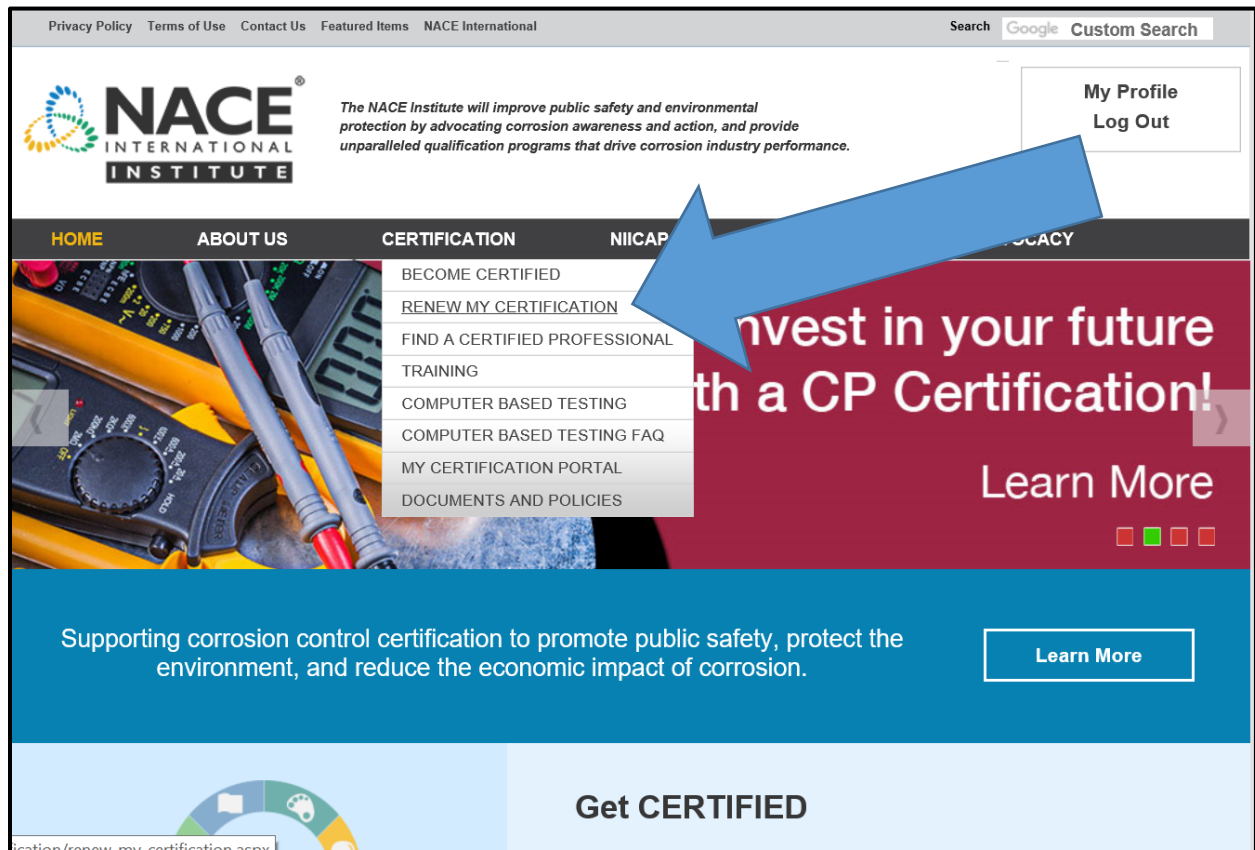 Privacy Policy Terms of Use Contact Us Featured Items NACE International Search Google Custom Search
My Profile
Log Out
NACE®
INTERNATIONAL
INSTITUTE
The NACE Institute will improve public safety and environmental
protection by advocating corrosion awareness and action, and provide
unparalleled qualification programs that drive corrosion industry performance.
HOME ABOUT US CERTIFICATION NIICAP
BECOME CERTIFIED
RENEW MY CERTIFICATION
FIND A CERTIFIED PROFESSIONAL
TRAINING
COMPUTER BASED TESTING
COMPUTER BASED TESTING FAQ
MY CERTIFICATION PORTAL
DOCUMENTS AND POLICIES
nvest in your future
th a CP Certification!
Learn More
Supporting corrosion control certification to promote public safety, protect the
environment, and reduce the economic impact of corrosion.
Learn More
Get CERTIFIED
ication/renew-my-certification.aspx